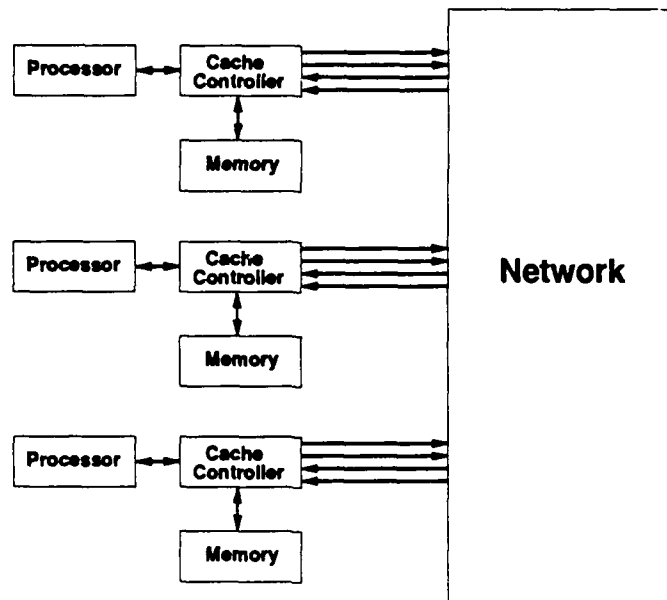 Processor
Cache
Controller
Memory
Processor
Cache
Controller
Memory
Network
Processor
Cache
Controller
Memory